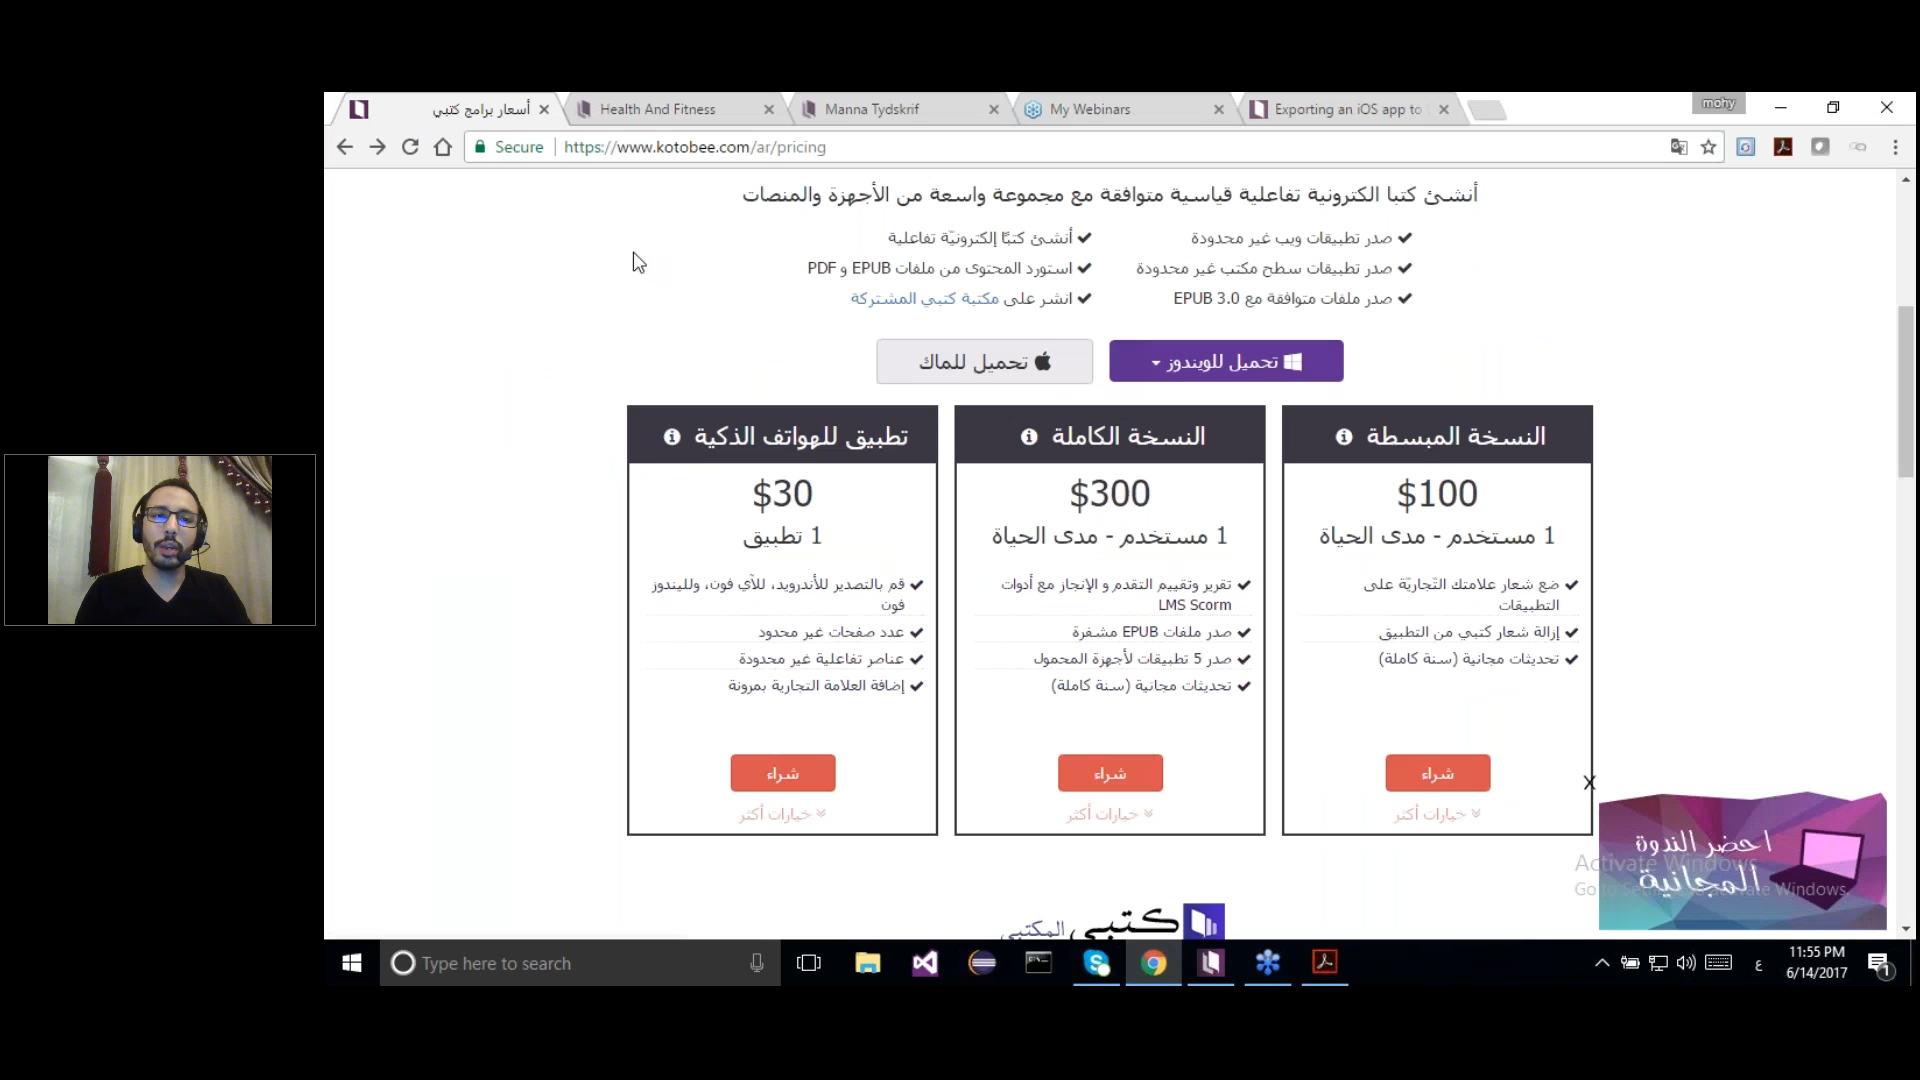 أسعار برامج كتبي
Health And Fitness
Manna Tydskrif
My Webinars
Exporting an iOS app to
mohy
Secure
https://www.kotobee.com/ar/pricing
أنشئ كتبا الكترونية تفاعلية قياسية متوافقة مع مجموعة واسعة من الأجهزة والمنصات
صدر تطبيقات ويب غير محدودة
صدر تطبيقات سطح مكتب غير محدودة
صدر ملفات متوافقة مع EPUB 3.0
أنشئ كتبًا إلكترونيّة تفاعلية
استورد المحتوى من ملفات EPUB و PDF
انشر على مكتبة كتبي المشتركة
تحميل للويندوز
تحميل للماك
النسخة المبسطة
$100
1 مستخدم - مدى الحياة
ضع شعار علامتك التّجاريّة على
التطبيقات
إزالة شعار كتبي من التطبيق
تحديثات مجانية (سنة كاملة)
شراء
خيارات أكثر
النسخة الكاملة
$300
1 مستخدم - مدى الحياة
تقرير وتقييم التقدم و الإنجاز مع أدوات
LMS Scorm
صدر ملفات EPUB مشفرة
صدر 5 تطبيقات لأجهزة المحمول
تحديثات مجانية (سنة كاملة)
شراء
خيارات أكثر
تطبيق للهواتف الذكية
$30
1 تطبيق
قم بالتصدير للأندرويد، للآي فون، ولليندوز
فون
عدد صفحات غير محدود
عناصر تفاعلية غير محدودة
إضافة العلامة التجارية بمرونة
شراء
خيارات أكثر
X
احضر الندوة
المجانية
Activate Windows
كتبي المكتبي
Type here to search
ع
11:55 PM
6/14/2017
1